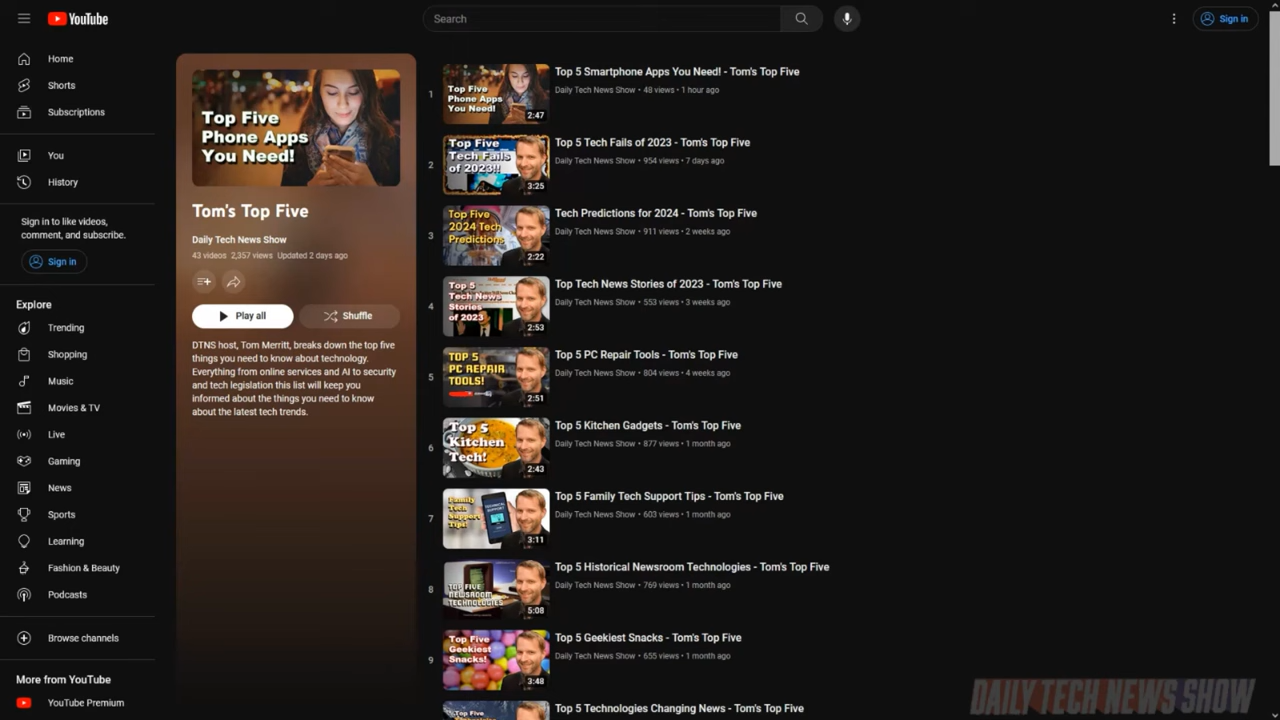 YouTube
Search
Sign in
Home
Shorts
Subscriptions
You
History
Sign in to like videos,
comment, and subscribe.
Sign in
Explore
Trending
Shopping
Music
Movies & TV
Live
Gaming
News
Sports
Learning
Fashion & Beauty
Podcasts
Browse channels
More from YouTube
YouTube Premium
Top Five
Phone Apps
You Need!
Tom's Top Five
Daily Tech News Show
43 videos 2,357 views Updated 2 days ago
Play all
Shuffle
DTNS host, Tom Merritt, breaks down the top five
things you need to know about technology.
Everything from online services and AI to security
and tech legislation this list will keep you
informed about the things you need to know
about the latest tech trends.
1
Top Five
Phone Apps
You Need!
2:47
Top 5 Smartphone Apps You Need! - Tom's Top Five
Daily Tech News Show • 48 views • 1 hour ago
2
Top Five
Tech Fails
of 2023!!
3:25
Top 5 Tech Fails of 2023 - Tom's Top Five
Daily Tech News Show • 954 views • 7 days ago
3
Top Five
2024 Tech
Predictions
2:22
Tech Predictions for 2024 - Tom's Top Five
Daily Tech News Show • 911 views • 2 weeks ago
4
Top 5
Tech News
Stories
of 2023
2:53
Top Tech News Stories of 2023 - Tom's Top Five
Daily Tech News Show • 553 views • 3 weeks ago
5
TOP 5
PC REPAIR
TOOLS!
2:51
Top 5 PC Repair Tools - Tom's Top Five
Daily Tech News Show • 804 views • 4 weeks ago
6
Top 5
Kitchen
Tech!
2:43
Top 5 Kitchen Gadgets - Tom's Top Five
Daily Tech News Show • 877 views • 1 month ago
7
Family
Tech
Support
Tips!
3:11
Top 5 Family Tech Support Tips - Tom's Top Five
Daily Tech News Show • 603 views • 1 month ago
8
TOP FIVE
NEWSROOM
TECHNOLOGIES
5:08
Top 5 Historical Newsroom Technologies - Tom's Top Five
Daily Tech News Show • 769 views • 1 month ago
9
Top Five
Geekiest
Snacks!
3:48
Top 5 Geekiest Snacks - Tom's Top Five
Daily Tech News Show • 655 views • 1 month ago
Top Five
Top 5 Technologies Changing News - Tom's Top Five
DAILY TECH NEWS SHOW